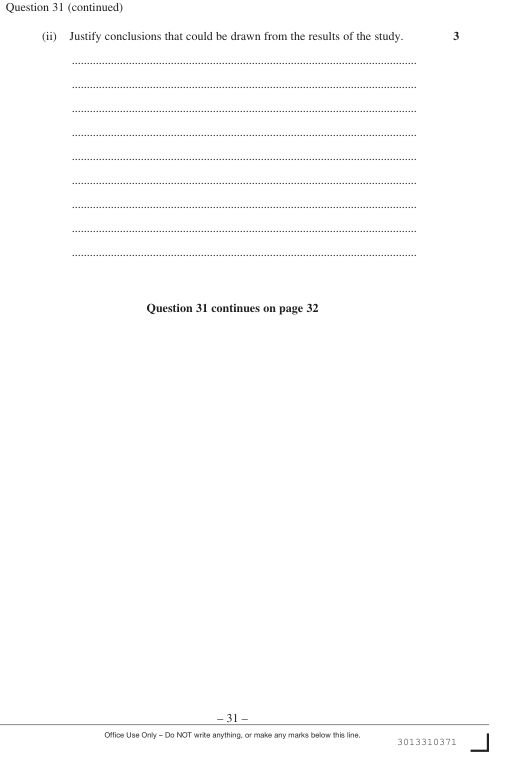 Question 31 (continued)
(ii) Justify conclusions that could be drawn from the results of the study. 3
................................................................................................................
................................................................................................................
................................................................................................................
................................................................................................................
................................................................................................................
................................................................................................................
................................................................................................................
................................................................................................................
................................................................................................................
Question 31 continues on page 32
– 31 –
Office Use Only – Do NOT write anything, or make any marks below this line.
3013310371